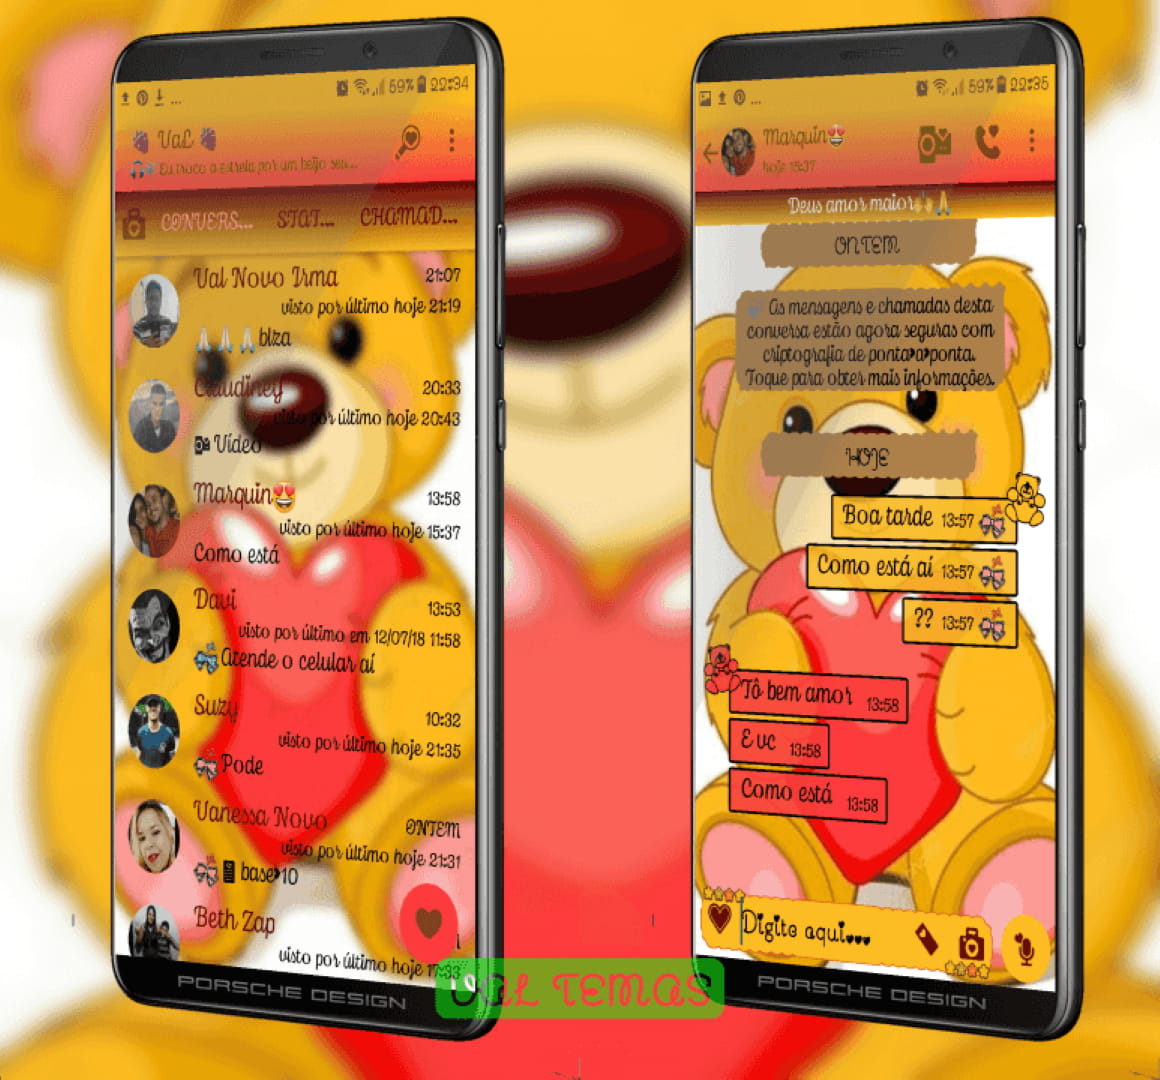 59% 22:34
VaL
Eu troco a estrela por um beijo seu...
CONVERS... STAT... CHAMAD...
Val Novo Irma 21:07
visto por último hoje 21:19
blza
Claudiney 20:33
visto por último hoje 20:43
Vídeo
Marquin 13:58
visto por último hoje 15:37
Como está
Davi 13:53
visto por último em 12/07/18 11:58
Atende o celular aí
Suzy 10:32
visto por último hoje 21:35
Pode
Vanessa Novo ONTEM
visto por último hoje 21:31
base 10
Beth Zap
visto por último hoje 17:33
PORSCHE DESIGN
59% 22:35
Marquin
hoje 15:37
Deus amor maior
ONTEM
As mensagens e chamadas desta
conversa estão agora seguras com
criptografia de ponta a ponta.
Toque para obter mais informações.
HOJE
Boa tarde 13:57
Como está aí 13:57
?? 13:57
Tô bem amor 13:58
E vc 13:58
Como está 13:58
Digite aqui...
PORSCHE DESIGN
VAL TEMAS